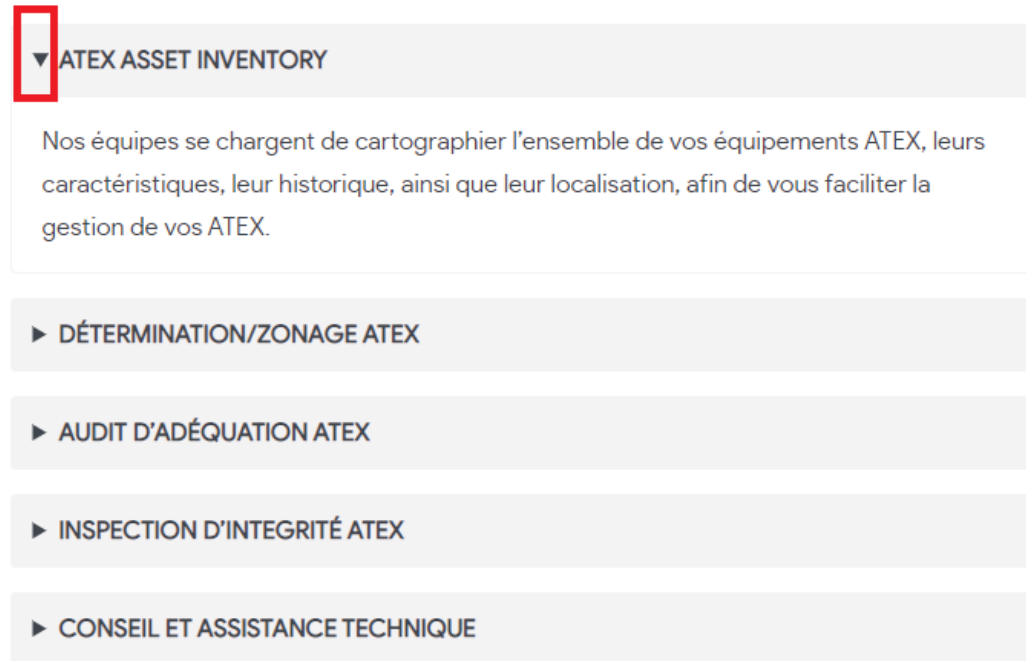 ATEX ASSET INVENTORY
Nos équipes se chargent de cartographier l'ensemble de vos équipements ATEX, leurs
caractéristiques, leur historique, ainsi que leur localisation, afin de vous faciliter la
gestion de vos ATEX.
DÉTERMINATION/ZONAGE ATEX
AUDIT D'ADÉQUATION ATEX
INSPECTION D'INTEGRITÉ ATEX
CONSEIL ET ASSISTANCE TECHNIQUE